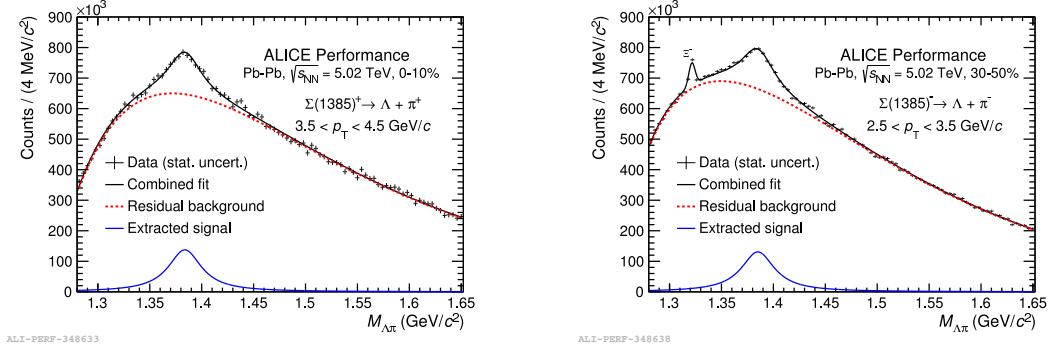 ×10³
Counts / (4 MeV/c²)
900
800
700
600
500
400
300
200
100
0
ALICE Performance
Pb-Pb, √sNN = 5.02 TeV, 0-10%
Σ(1385)⁺→ Λ + π⁺
3.5 < pT < 4.5 GeV/c
Data (stat. uncert.)
Combined fit
Residual background
Extracted signal
1.3 1.35 1.4 1.45 1.5 1.55 1.6 1.65
MΛπ (GeV/c²)
ALI-PERF-348633
×10³
Counts / (4 MeV/c²)
900
800
700
600
500
400
300
200
100
0
Ξ⁻
ALICE Performance
Pb-Pb, √sNN = 5.02 TeV, 30-50%
Σ(1385)⁻→ Λ + π⁻
2.5 < pT < 3.5 GeV/c
Data (stat. uncert.)
Combined fit
Residual background
Extracted signal
1.3 1.35 1.4 1.45 1.5 1.55 1.6 1.65
MΛπ (GeV/c²)
ALI-PERF-348638